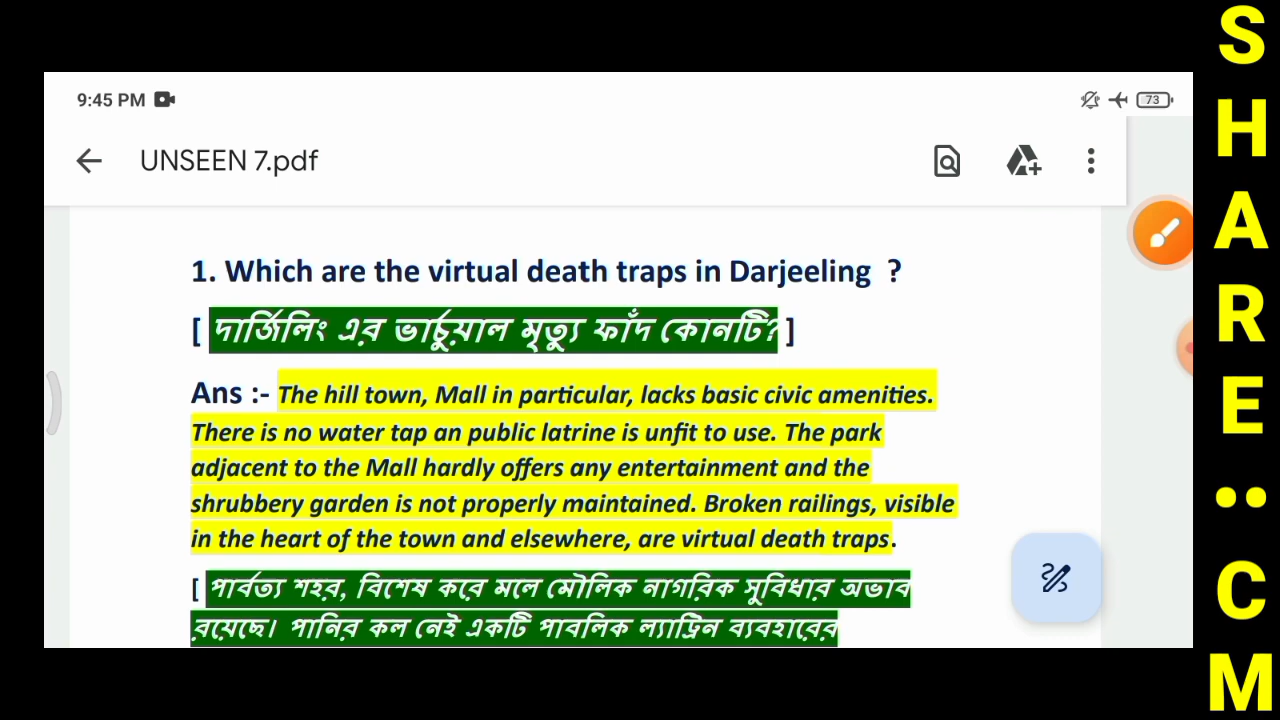 9:45 PM
73
UNSEEN 7.pdf
1. Which are the virtual death traps in Darjeeling ?
[ দার্জিলিং এর ভার্চুয়াল মৃত্যু ফাঁদ কোনটি? ]
Ans :- The hill town, Mall in particular, lacks basic civic amenities.
There is no water tap an public latrine is unfit to use. The park
adjacent to the Mall hardly offers any entertainment and the
shrubbery garden is not properly maintained. Broken railings, visible
in the heart of the town and elsewhere, are virtual death traps.
[ পার্বত্য শহর, বিশেষ করে মলে মৌলিক নাগরিক সুবিধার অভাব
রয়েছে। পানির কল নেই একটি পাবলিক ল্যাট্রিন ব্যবহারের
SHARE••CM